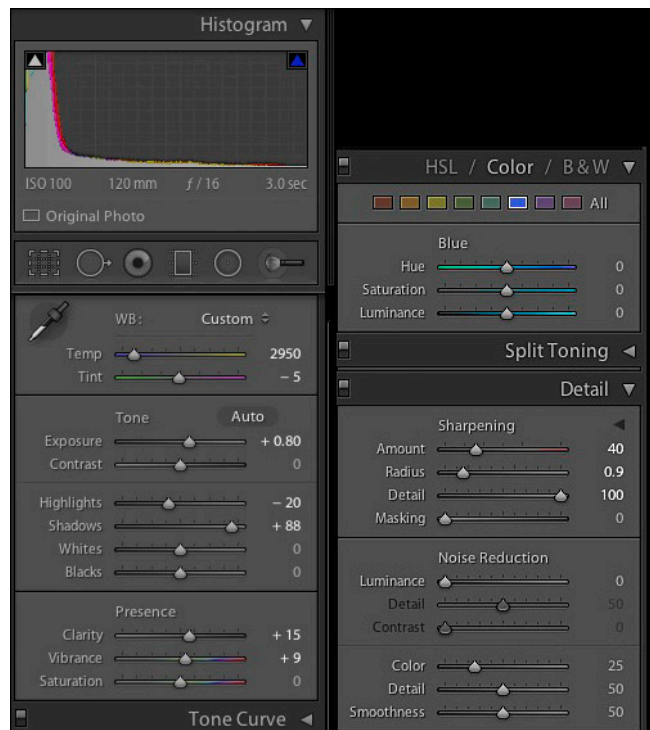 Histogram
ISO 100 120 mm f / 16 3.0 sec
Original Photo
WB: Custom
Temp 2950
Tint – 5
Tone Auto
Exposure + 0.80
Contrast 0
Highlights – 20
Shadows + 88
Whites 0
Blacks 0
Presence
Clarity + 15
Vibrance + 9
Saturation 0
Tone Curve
HSL / Color / B & W
All
Blue
Hue 0
Saturation 0
Luminance 0
Split Toning
Detail
Sharpening
Amount 40
Radius 0.9
Detail 100
Masking 0
Noise Reduction
Luminance 0
Detail 50
Contrast 0
Color 25
Detail 50
Smoothness 50